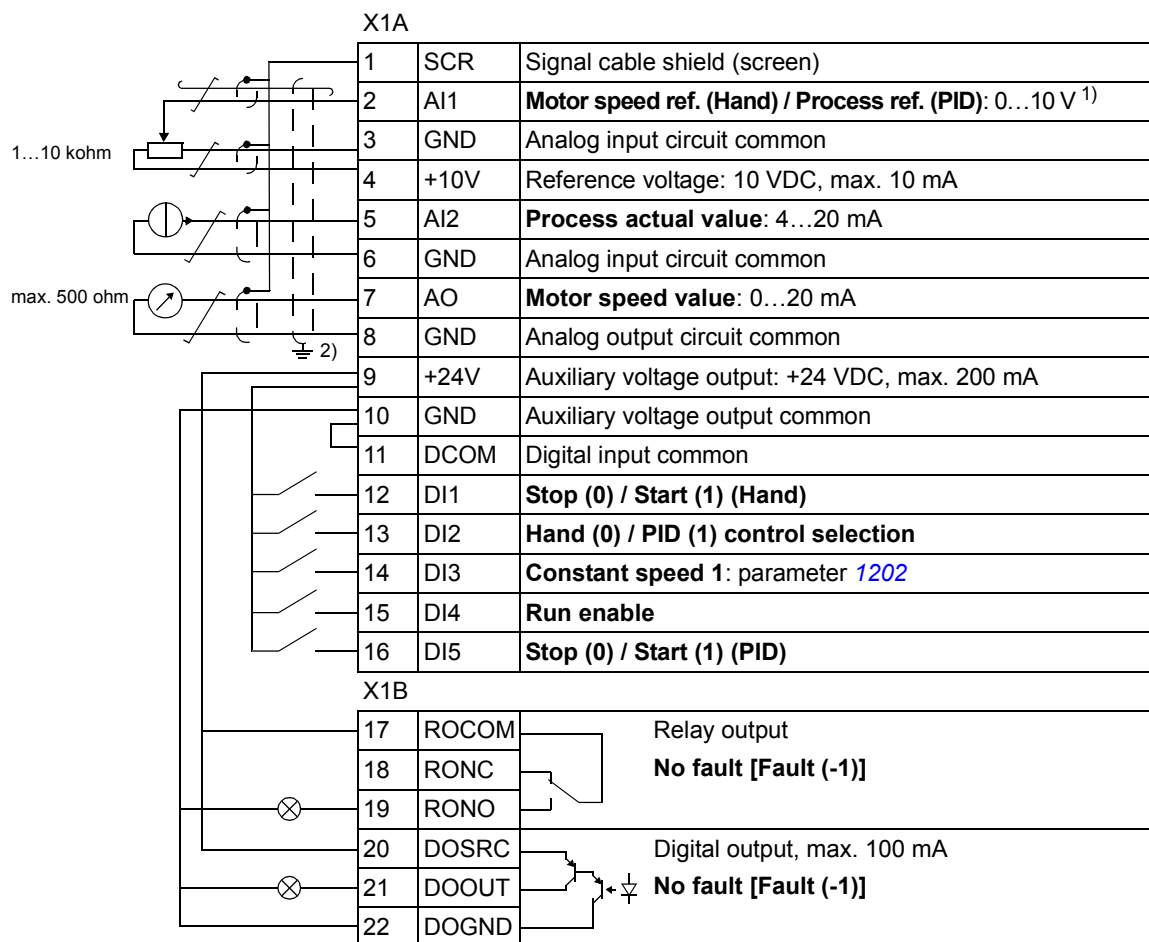 X1A
1 SCR Signal cable shield (screen)
2 AI1 Motor speed ref. (Hand) / Process ref. (PID): 0…10 V 1)
3 GND Analog input circuit common
1…10 kohm
4 +10V Reference voltage: 10 VDC, max. 10 mA
5 AI2 Process actual value: 4…20 mA
6 GND Analog input circuit common
max. 500 ohm
7 AO Motor speed value: 0…20 mA
8 GND Analog output circuit common
2)
9 +24V Auxiliary voltage output: +24 VDC, max. 200 mA
10 GND Auxiliary voltage output common
11 DCOM Digital input common
12 DI1 Stop (0) / Start (1) (Hand)
13 DI2 Hand (0) / PID (1) control selection
14 DI3 Constant speed 1: parameter 1202
15 DI4 Run enable
16 DI5 Stop (0) / Start (1) (PID)
X1B
17 ROCOM Relay output
18 RONC No fault [Fault (-1)]
19 RONO
20 DOSRC Digital output, max. 100 mA
21 DOOUT No fault [Fault (-1)]
22 DOGND